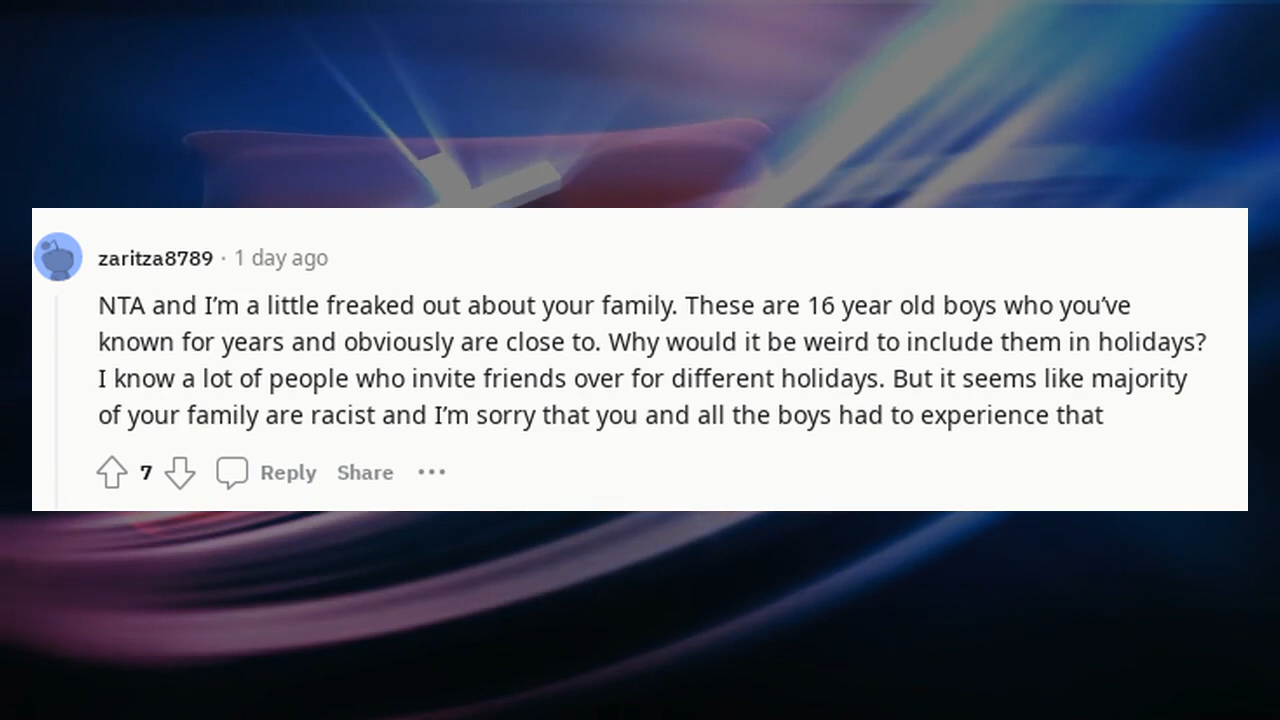 zaritza8789 · 1 day ago
NTA and I’m a little freaked out about your family. These are 16 year old boys who you’ve
known for years and obviously are close to. Why would it be weird to include them in holidays?
I know a lot of people who invite friends over for different holidays. But it seems like majority
of your family are racist and I’m sorry that you and all the boys had to experience that
7 Reply Share •••